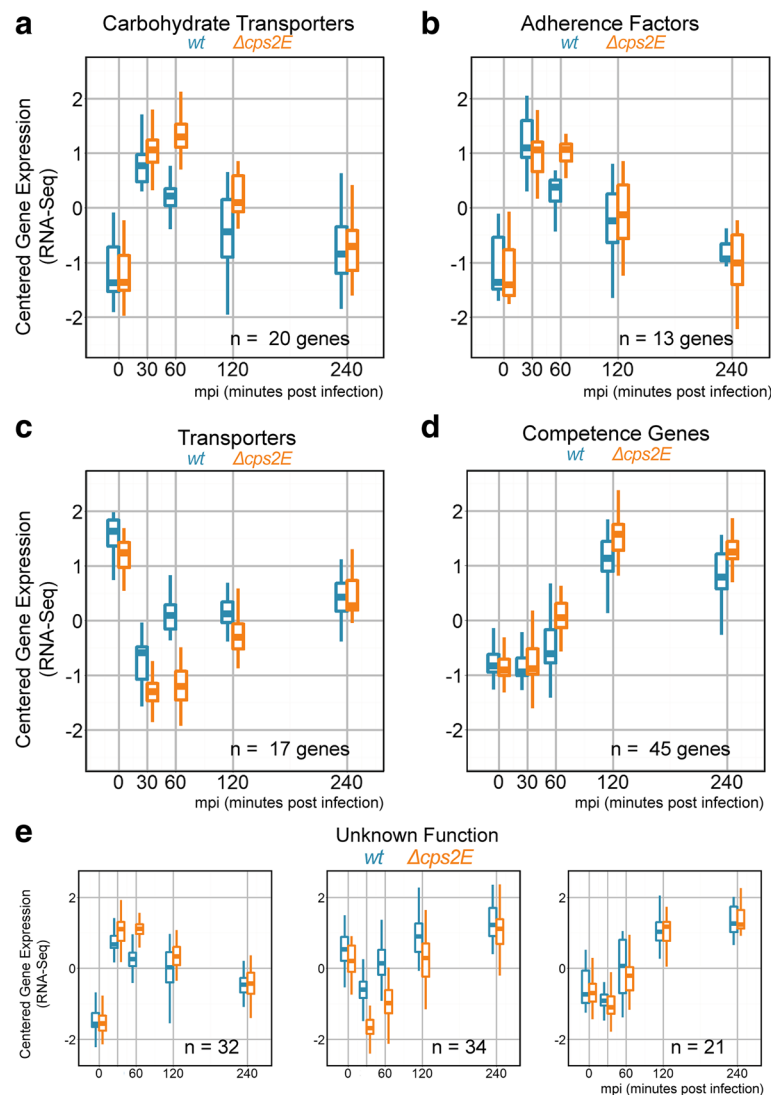 a Carbohydrate Transporters
wt Δcps2E
Centered Gene Expression
(RNA-Seq)
2
1
0
-1
-2
n = 20 genes
0 30 60 120 240
mpi (minutes post infection)
b Adherence Factors
wt Δcps2E
2
1
0
-1
-2
n = 13 genes
0 30 60 120 240
mpi (minutes post infection)
c Transporters
wt Δcps2E
Centered Gene Expression
(RNA-Seq)
2
1
0
-1
-2
n = 17 genes
0 30 60 120 240
mpi (minutes post infection)
d Competence Genes
wt Δcps2E
2
1
0
-1
-2
n = 45 genes
0 30 60 120 240
mpi (minutes post infection)
e Unknown Function
wt Δcps2E
Centered Gene Expression
(RNA-Seq)
2
0
-2
n = 32
0 30 60 120 240
2
0
-2
n = 34
0 30 60 120 240
2
0
-2
n = 21
0 30 60 120 240
mpi (minutes post infection)